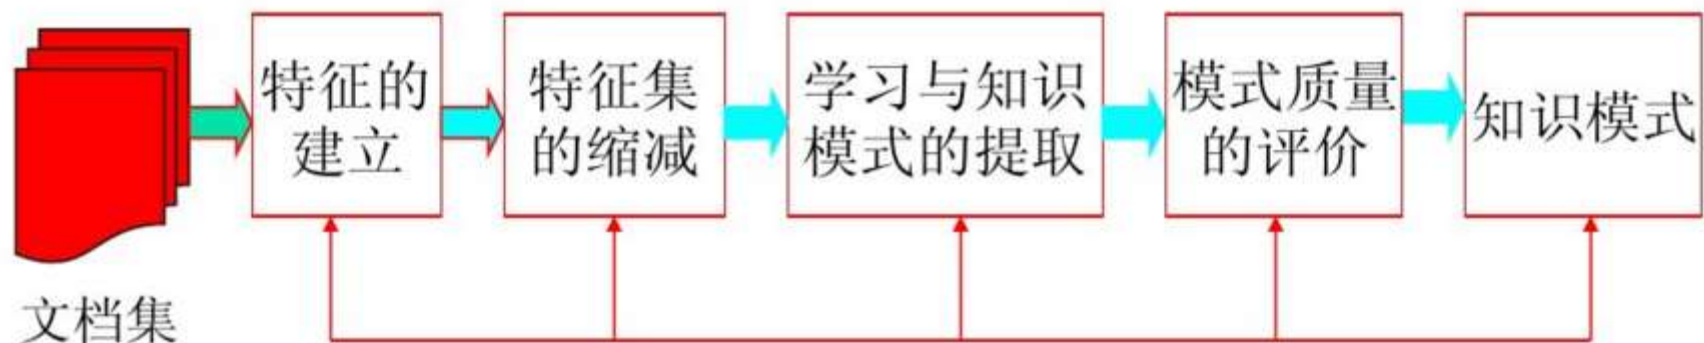 特征的
建立
特征集
的缩减
学习与知识
模式的提取
模式质量
的评价
知识模式
文档集